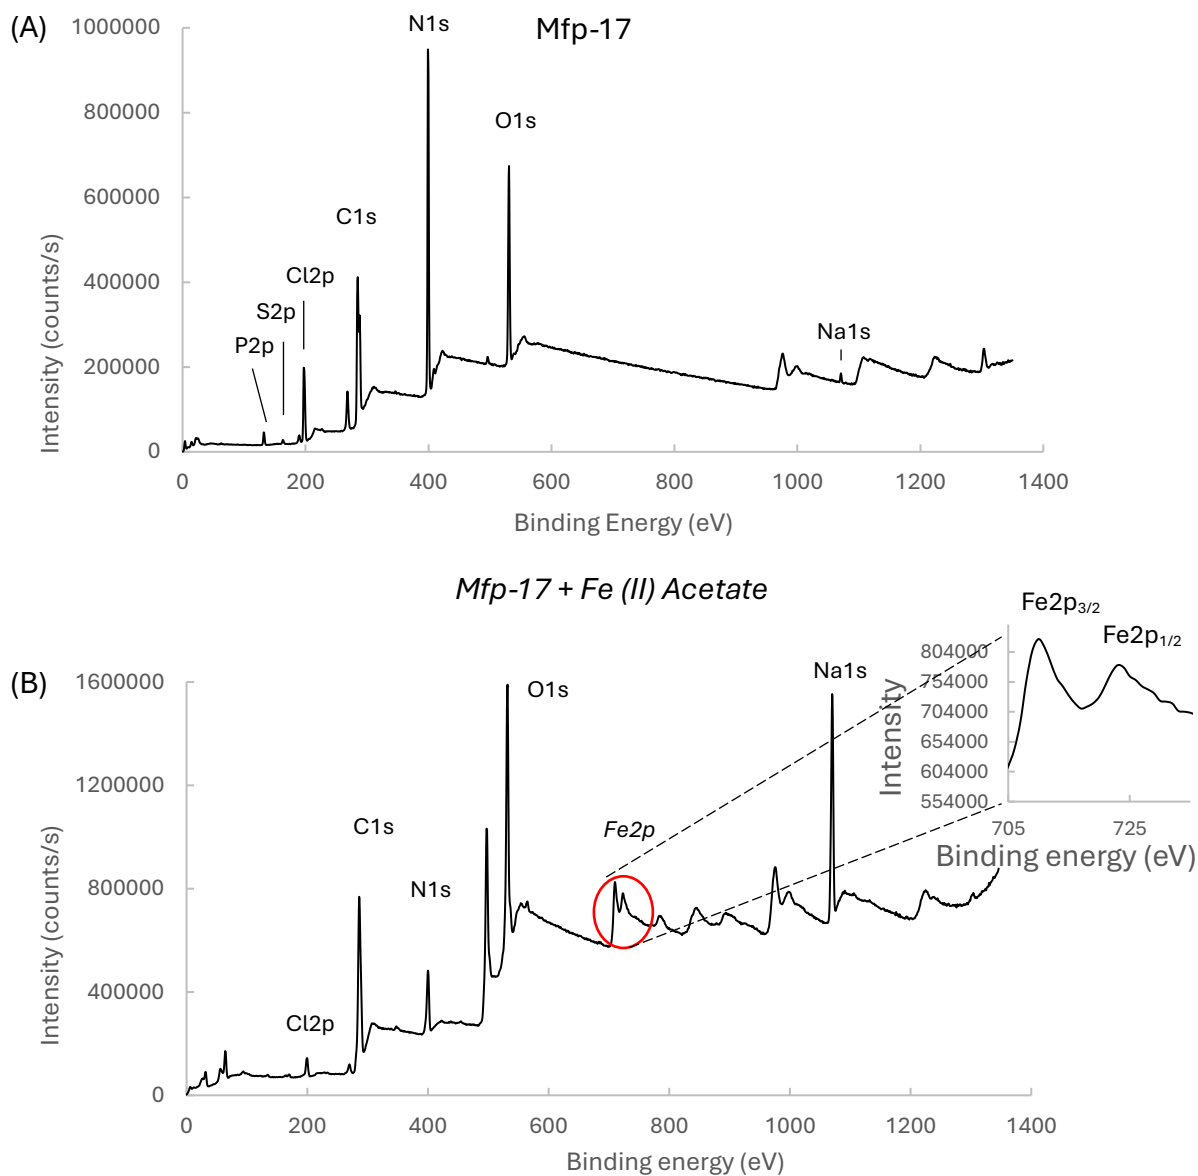 (A)
Mfp-17
N1s
O1s
C1s
Cl2p
S2p
P2p
Na1s
1000000
800000
600000
400000
200000
0
Intensity (counts/s)
0 200 400 600 800 1000 1200 1400
Binding Energy (eV)
Mfp-17 + Fe (II) Acetate
(B)
O1s
Na1s
C1s
N1s
Cl2p
Fe2p
1600000
1200000
800000
400000
0
Intensity (counts/s)
0 200 400 600 800 1000 1200 1400
Binding energy (eV)
Fe2p3/2
Fe2p1/2
804000
754000
704000
654000
604000
554000
Intensity
705 725
Binding energy (eV)